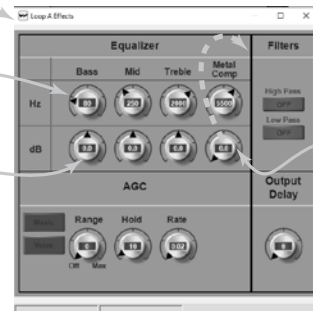 Loop A Effects
Equalizer
Filters
Bass Mid Treble Metal Comp
Hz 80 250 2000 5500
High Pass
OFF
Low Pass
OFF
dB 0.0 0.0 0.0 0.0
AGC
Output Delay
Music
Voice
Range Hold Rate
0 10 0.02
Off Max
0